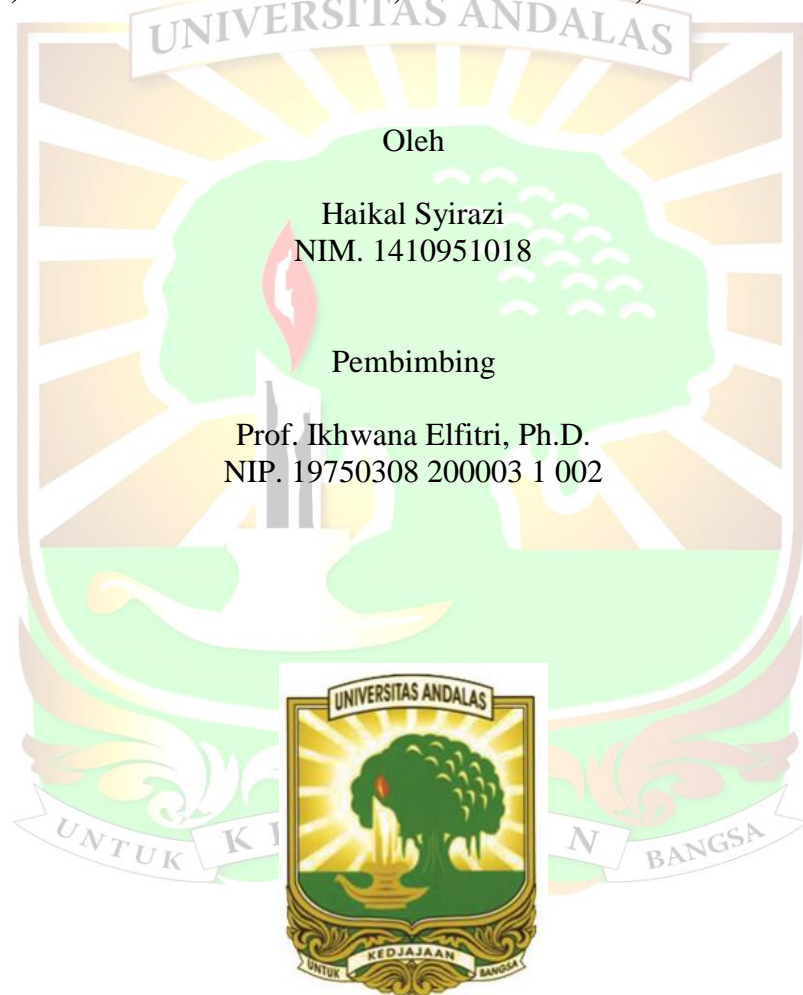 UNIVERSITAS ANDALAS
Oleh
Haikal Syirazi
NIM. 1410951018
Pembimbing
Prof. Ikhwana Elfitri, Ph.D.
NIP. 19750308 200003 1 002
UNIVERSITAS ANDALAS
UNTUK K N BANGSA
UNTUK KEDJAJAAN BANGSA